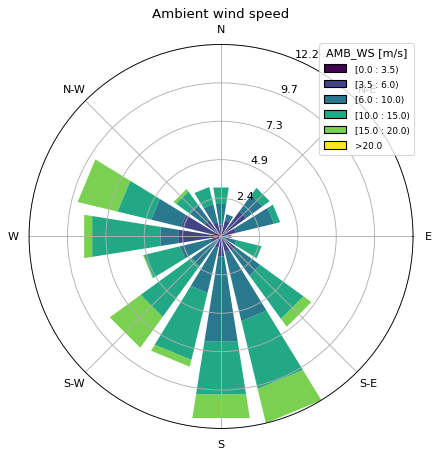 Ambient wind speed
N
12.2
AMB_WS [m/s]
[0.0 : 3.5)
[3.5 : 6.0)
[6.0 : 10.0)
[10.0 : 15.0)
[15.0 : 20.0)
>20.0
N-W
N-E
9.7
7.3
4.9
2.4
W
E
S-W
S-E
S